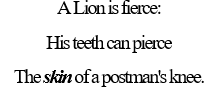 A Lion is fierce:
His teeth can pierce
The skin of a postman's knee.